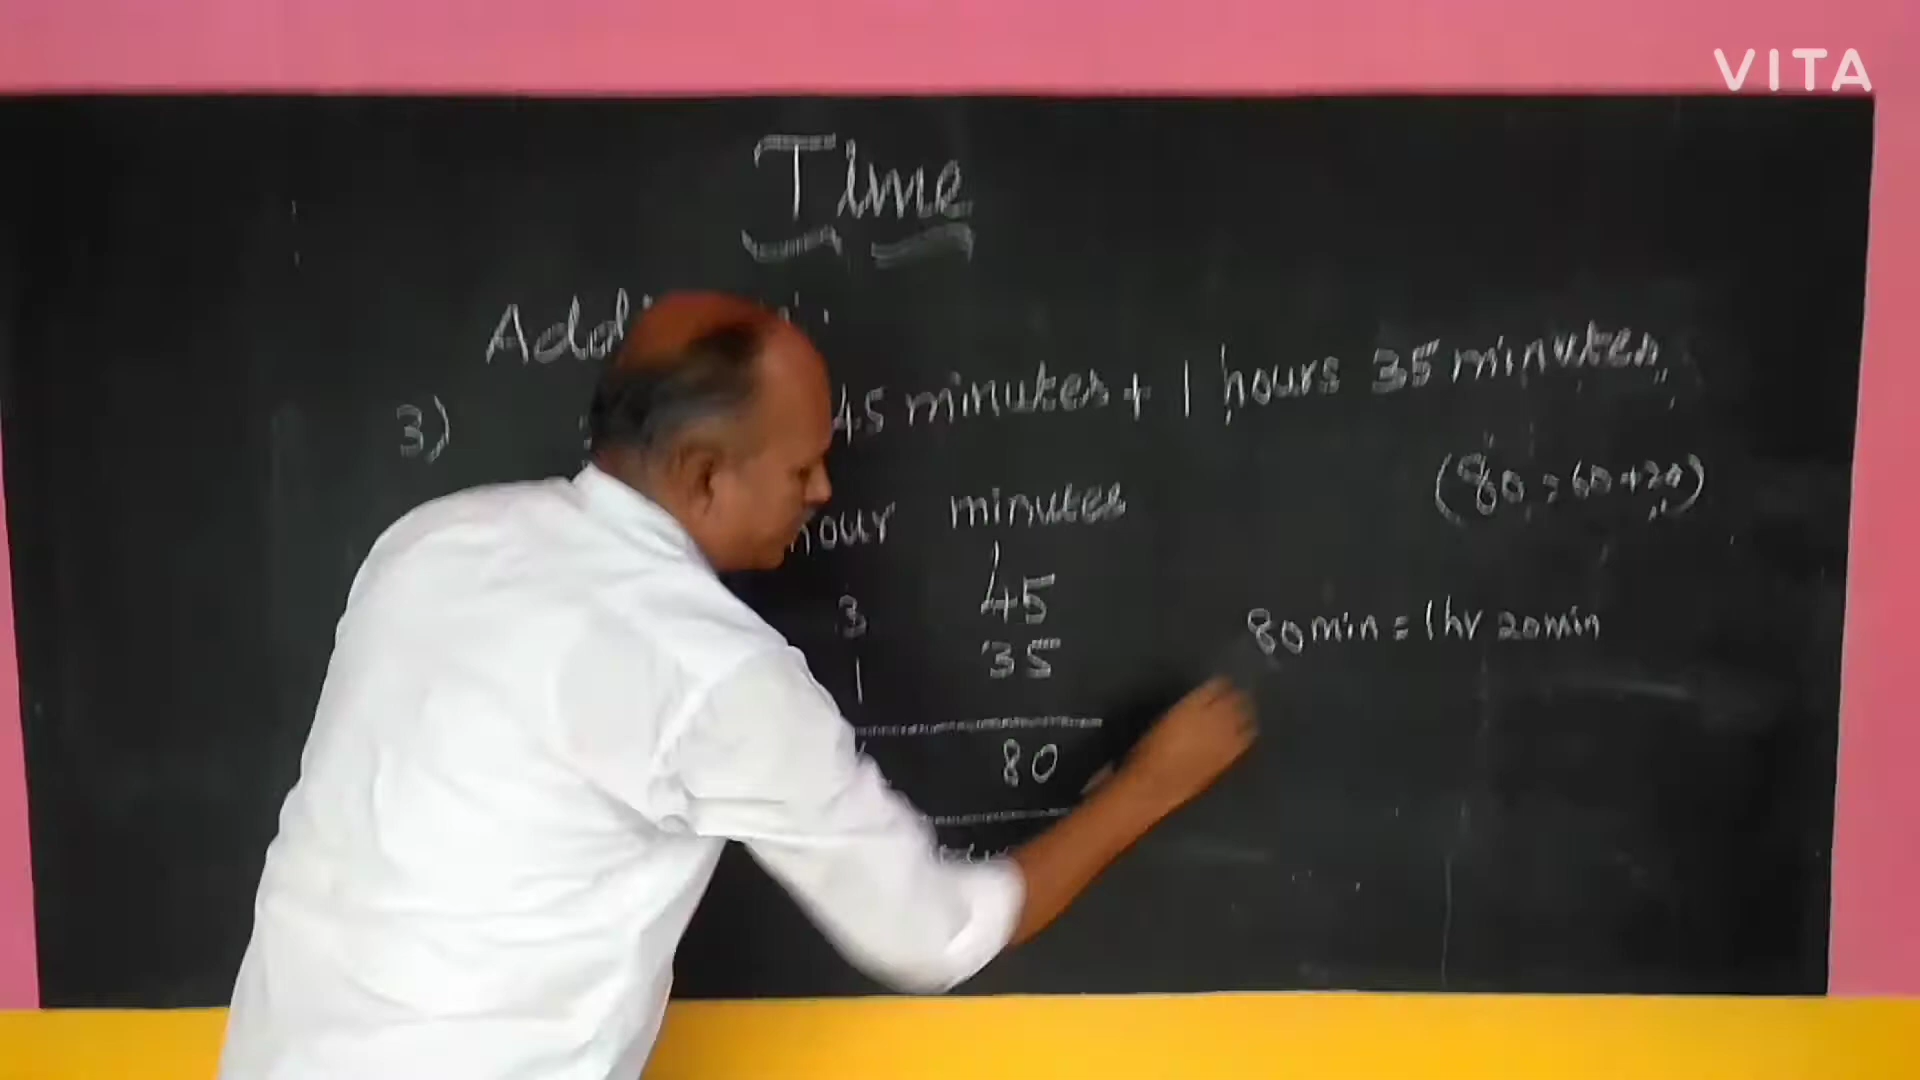 VITA
Time
Addi
3) 45 minutes + 1 hours 35 minutes
(80 = 60 + 20)
hour minutes
3 45
80 min = 1 hr 20 min
1 35
80